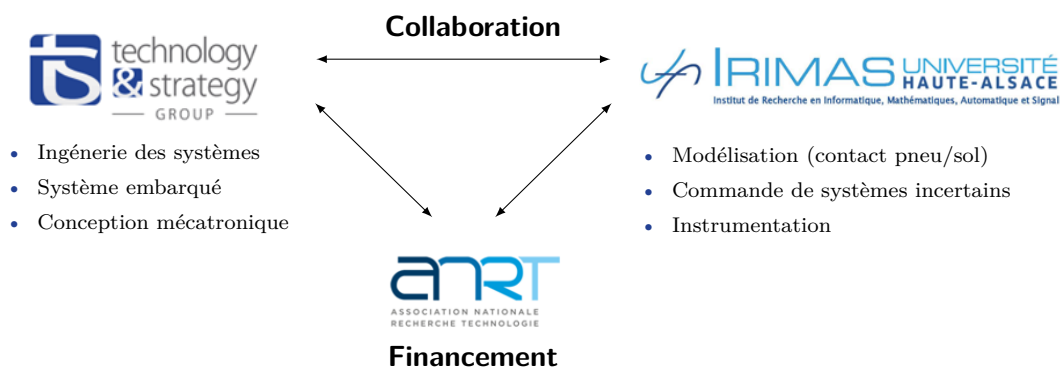 Collaboration
ts technology
& strategy
GROUP
IRIMAS UNIVERSITÉ
HAUTE-ALSACE
Institut de Recherche en Informatique, Mathématiques, Automatique et Signal
• Ingénerie des systèmes
• Système embarqué
• Conception mécatronique
• Modélisation (contact pneu/sol)
• Commande de systèmes incertains
• Instrumentation
anrt
ASSOCIATION NATIONALE
RECHERCHE TECHNOLOGIE
Financement